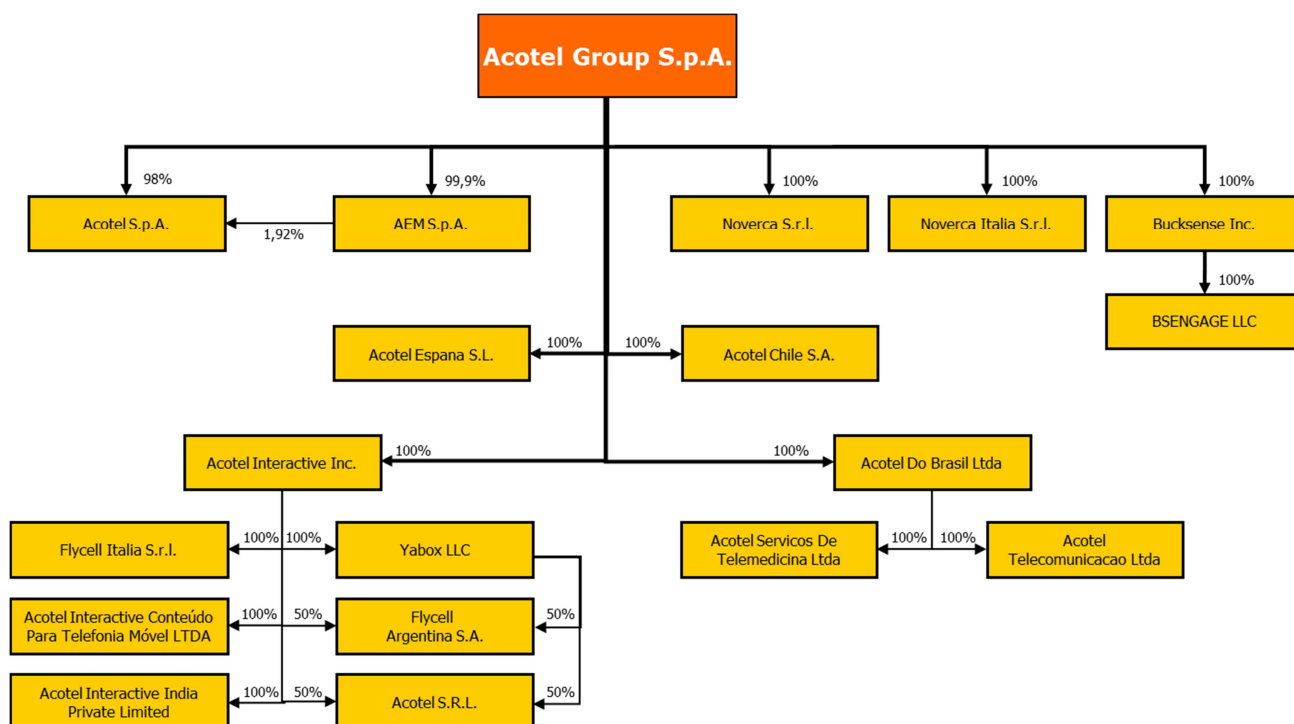 Acotel Group S.p.A.
98%
99,9%
100%
100%
100%
Acotel S.p.A.
1,92%
AEM S.p.A.
Noverca S.r.l.
Noverca Italia S.r.l.
Bucksense Inc.
100%
BSENGAGE LLC
Acotel Espana S.L.
100%
100%
Acotel Chile S.A.
Acotel Interactive Inc.
100%
100%
Acotel Do Brasil Ltda
Flycell Italia S.r.l.
100%
100%
Yabox LLC
Acotel Servicos De
Telemedicina Ltda
100%
100%
Acotel
Telecomunicacao Ltda
Acotel Interactive Conteúdo
Para Telefonia Móvel LTDA
100%
50%
Flycell
Argentina S.A.
50%
Acotel Interactive India
Private Limited
100%
50%
Acotel S.R.L.
50%